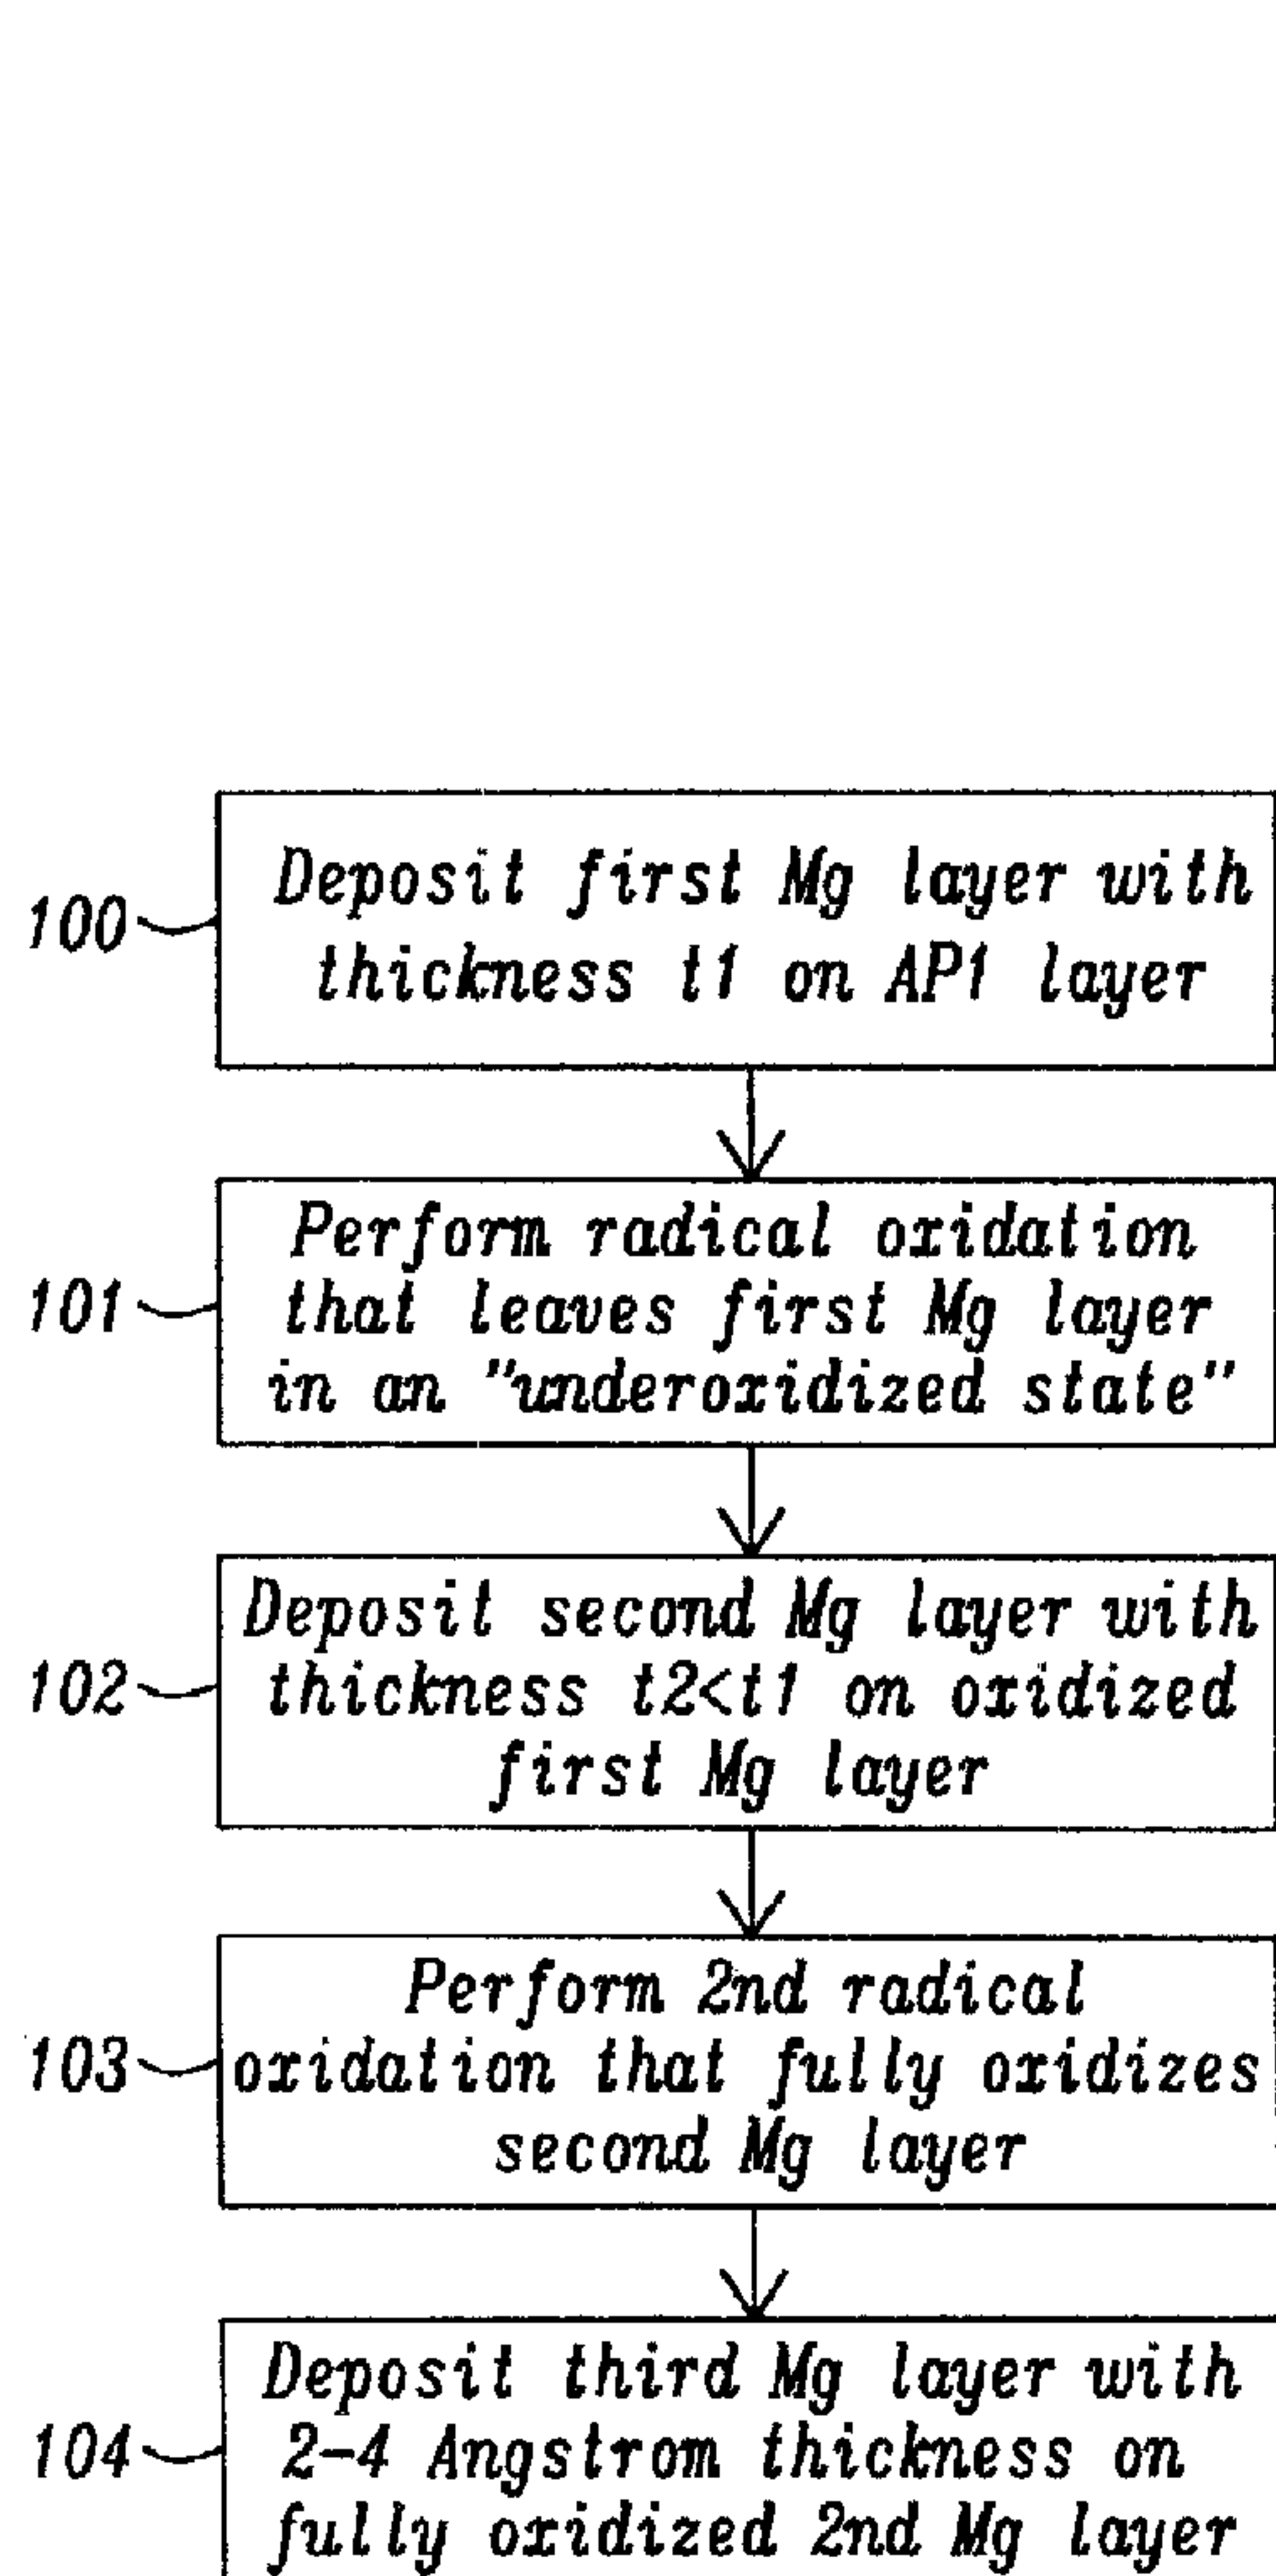 100
Deposit first Mg layer with
thickness t1 on AP1 layer
101
Perform radical oxidation
that leaves first Mg layer
in an "underoxidized state"
102
Deposit second Mg layer with
thickness t2<t1 on oxidized
first Mg layer
103
Perform 2nd radical
oxidation that fully oxidizes
second Mg layer
104
Deposit third Mg layer with
2-4 Angstrom thickness on
fully oxidized 2nd Mg layer